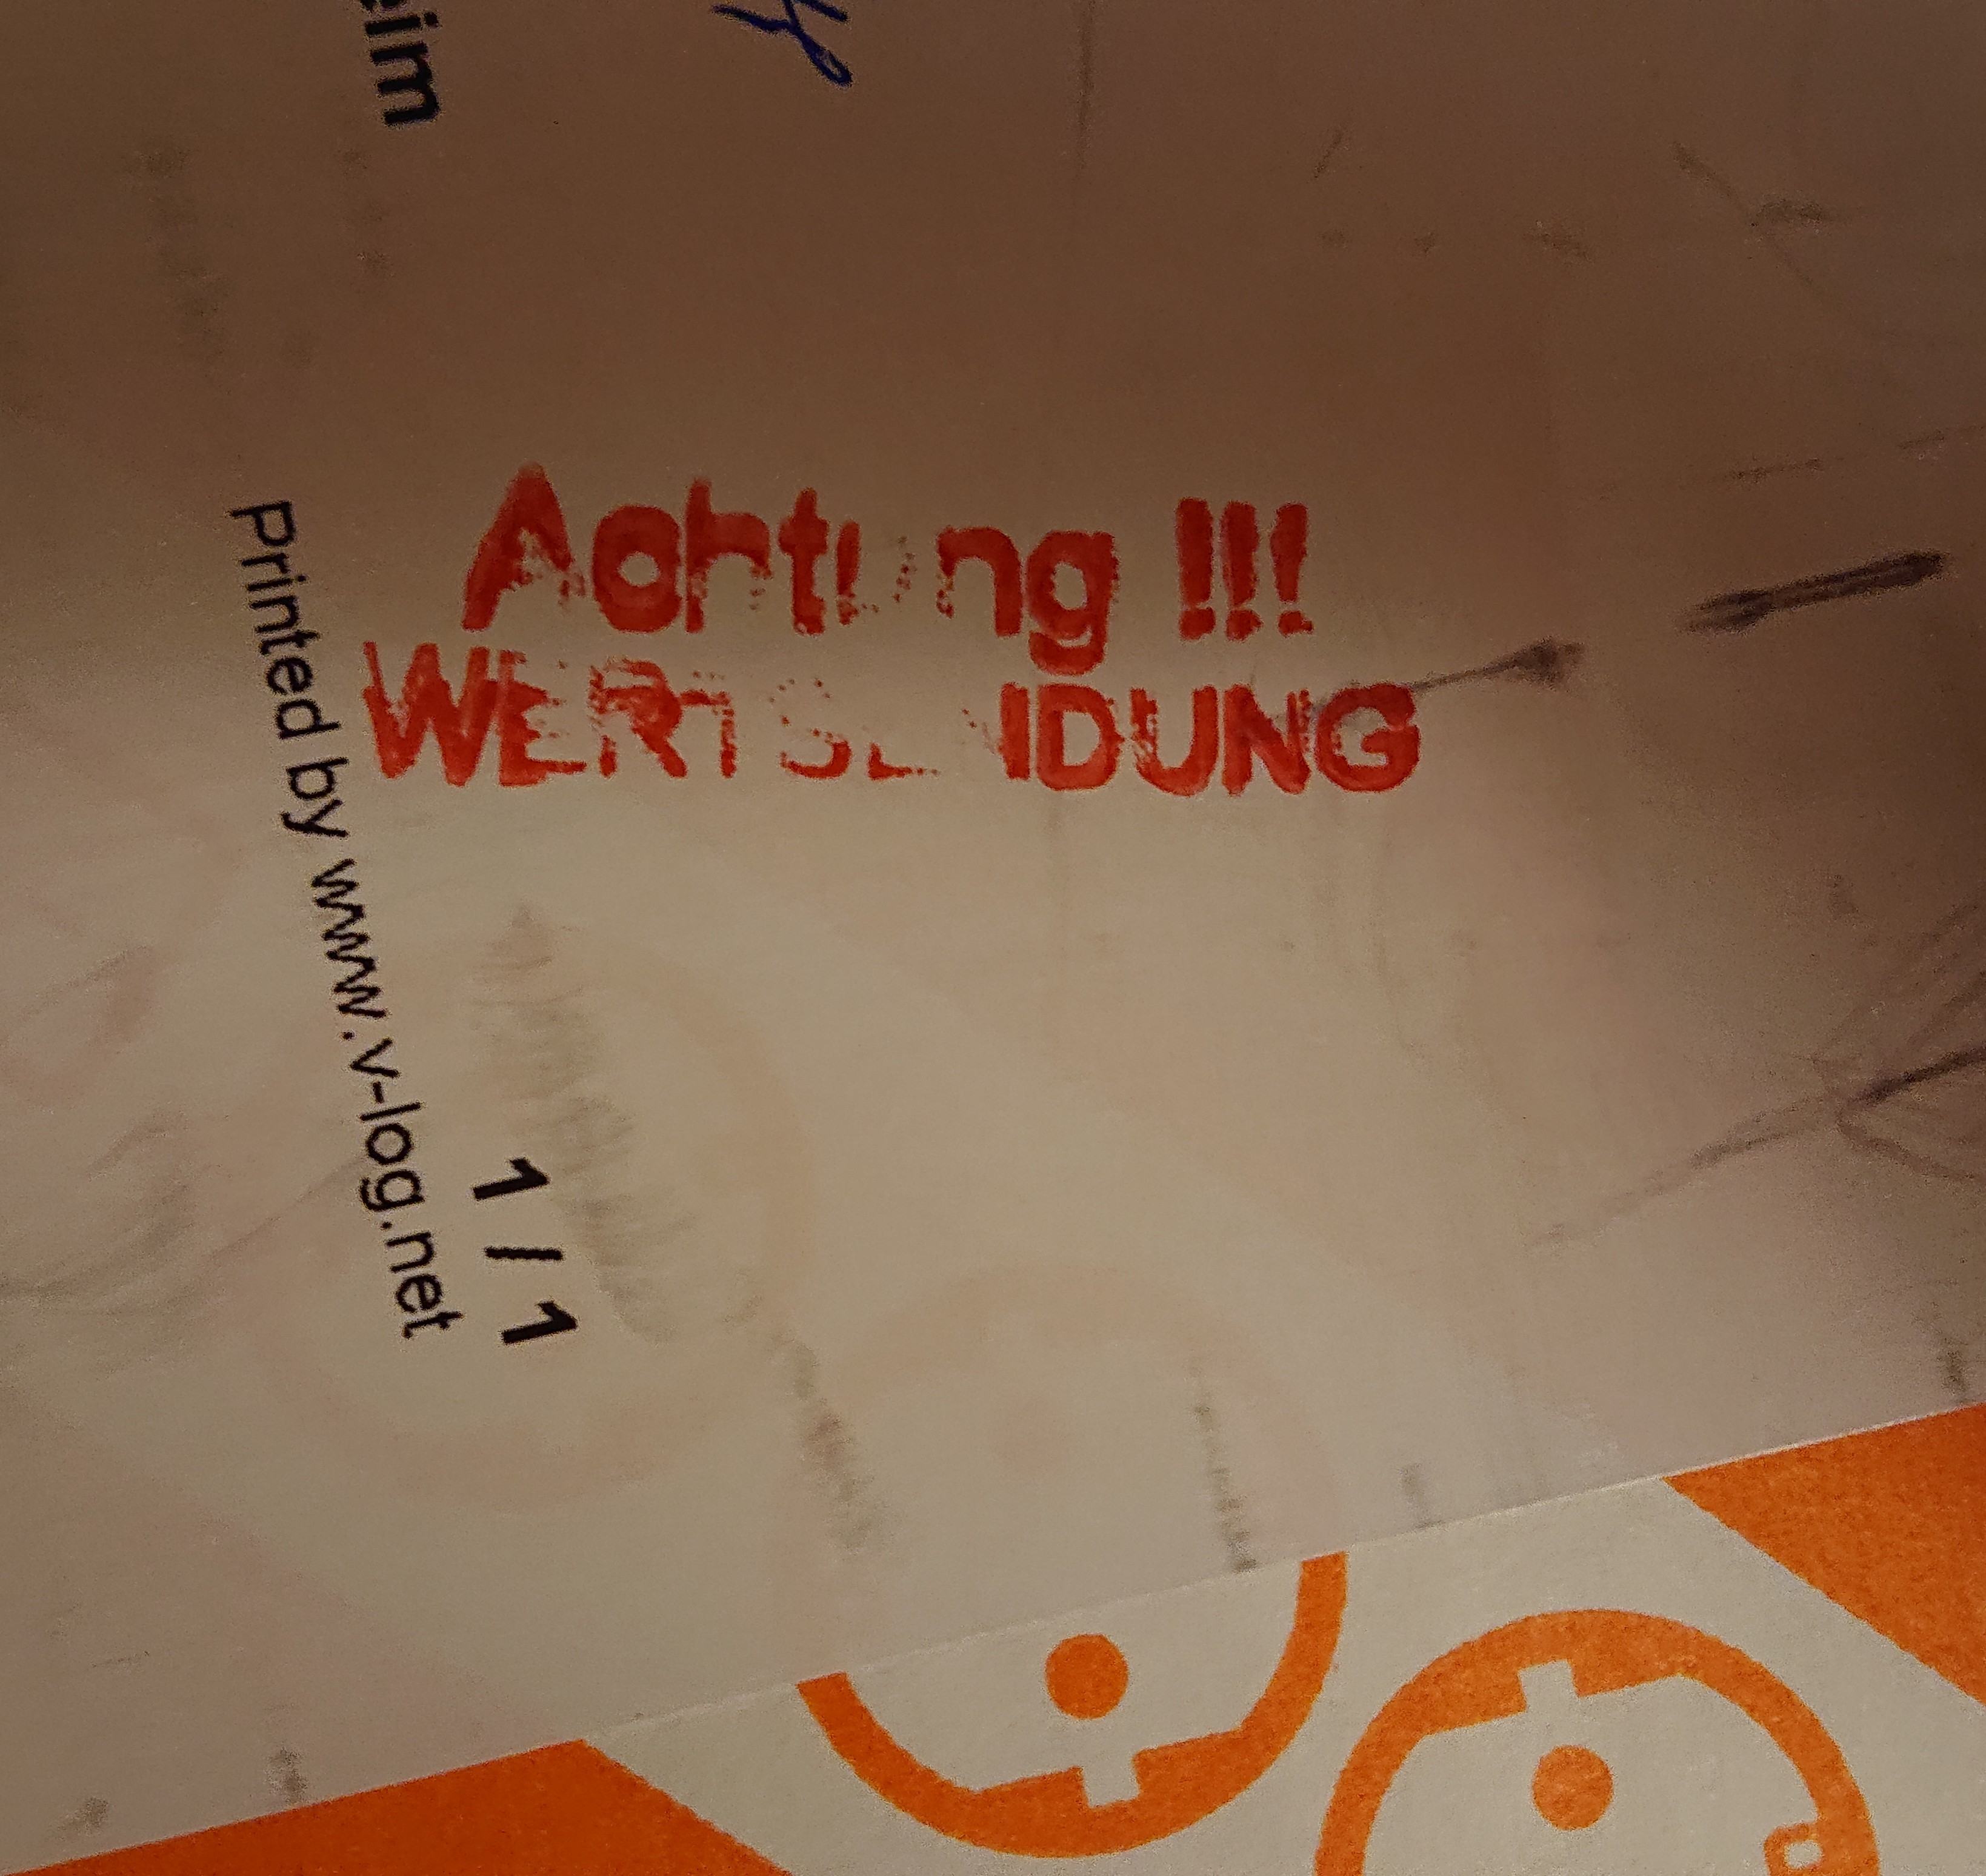 Achtung !!!
WERTSENDUNG
Printed by www.v-log.net
1 / 1